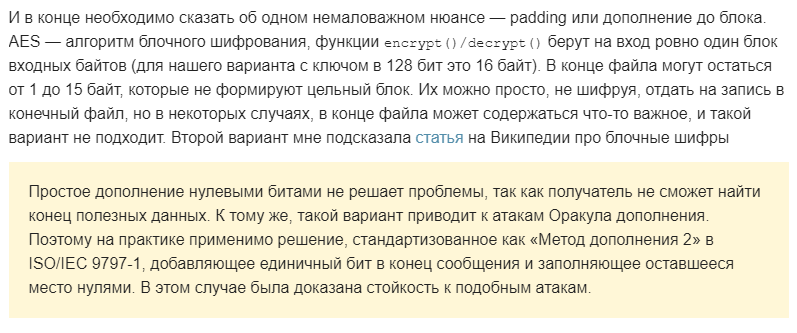 И в конце необходимо сказать об одном немаловажном нюансе — padding или дополнение до блока.
AES — алгоритм блочного шифрования, функции encrypt()/decrypt() берут на вход ровно один блок
входных байтов (для нашего варианта с ключом в 128 бит это 16 байт). В конце файла могут остаться
от 1 до 15 байт, которые не формируют цельный блок. Их можно просто, не шифруя, отдать на запись в
конечный файл, но в некоторых случаях, в конце файла может содержаться что-то важное, и такой
вариант не подходит. Второй вариант мне подсказала статья на Википедии про блочные шифры
Простое дополнение нулевыми битами не решает проблемы, так как получатель не сможет найти
конец полезных данных. К тому же, такой вариант приводит к атакам Оракула дополнения.
Поэтому на практике применимо решение, стандартизованное как «Метод дополнения 2» в
ISO/IEC 9797-1, добавляющее единичный бит в конец сообщения и заполняющее оставшееся
место нулями. В этом случае была доказана стойкость к подобным атакам.